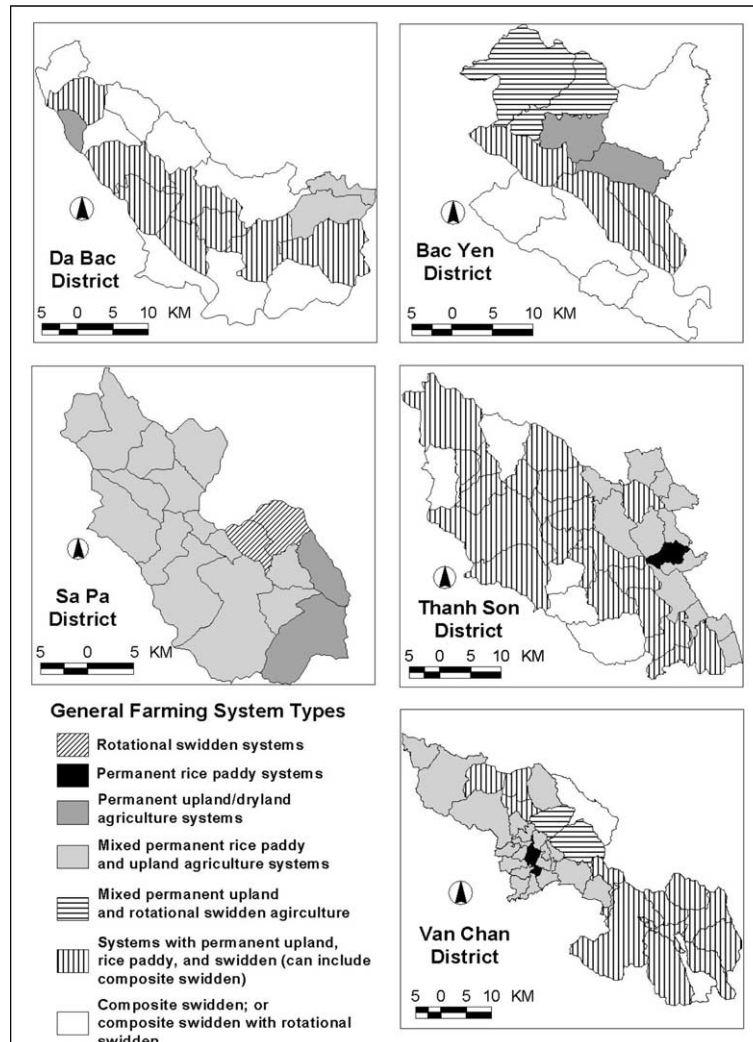 Da Bac
District
5 0 5 10 KM
Bac Yen
District
5 0 5 10 KM
Sa Pa
District
5 0 5 KM
Thanh Son
District
5 0 5 10 KM
General Farming System Types
Rotational swidden systems
Permanent rice paddy systems
Permanent upland/dryland
agriculture systems
Mixed permanent rice paddy
and upland agriculture systems
Mixed permanent upland
and rotational swidden agirculture
Systems with permanent upland,
rice paddy, and swidden (can include
composite swidden)
Composite swidden; or
composite swidden with rotational
swidden
Van Chan
District
5 0 5 10 KM